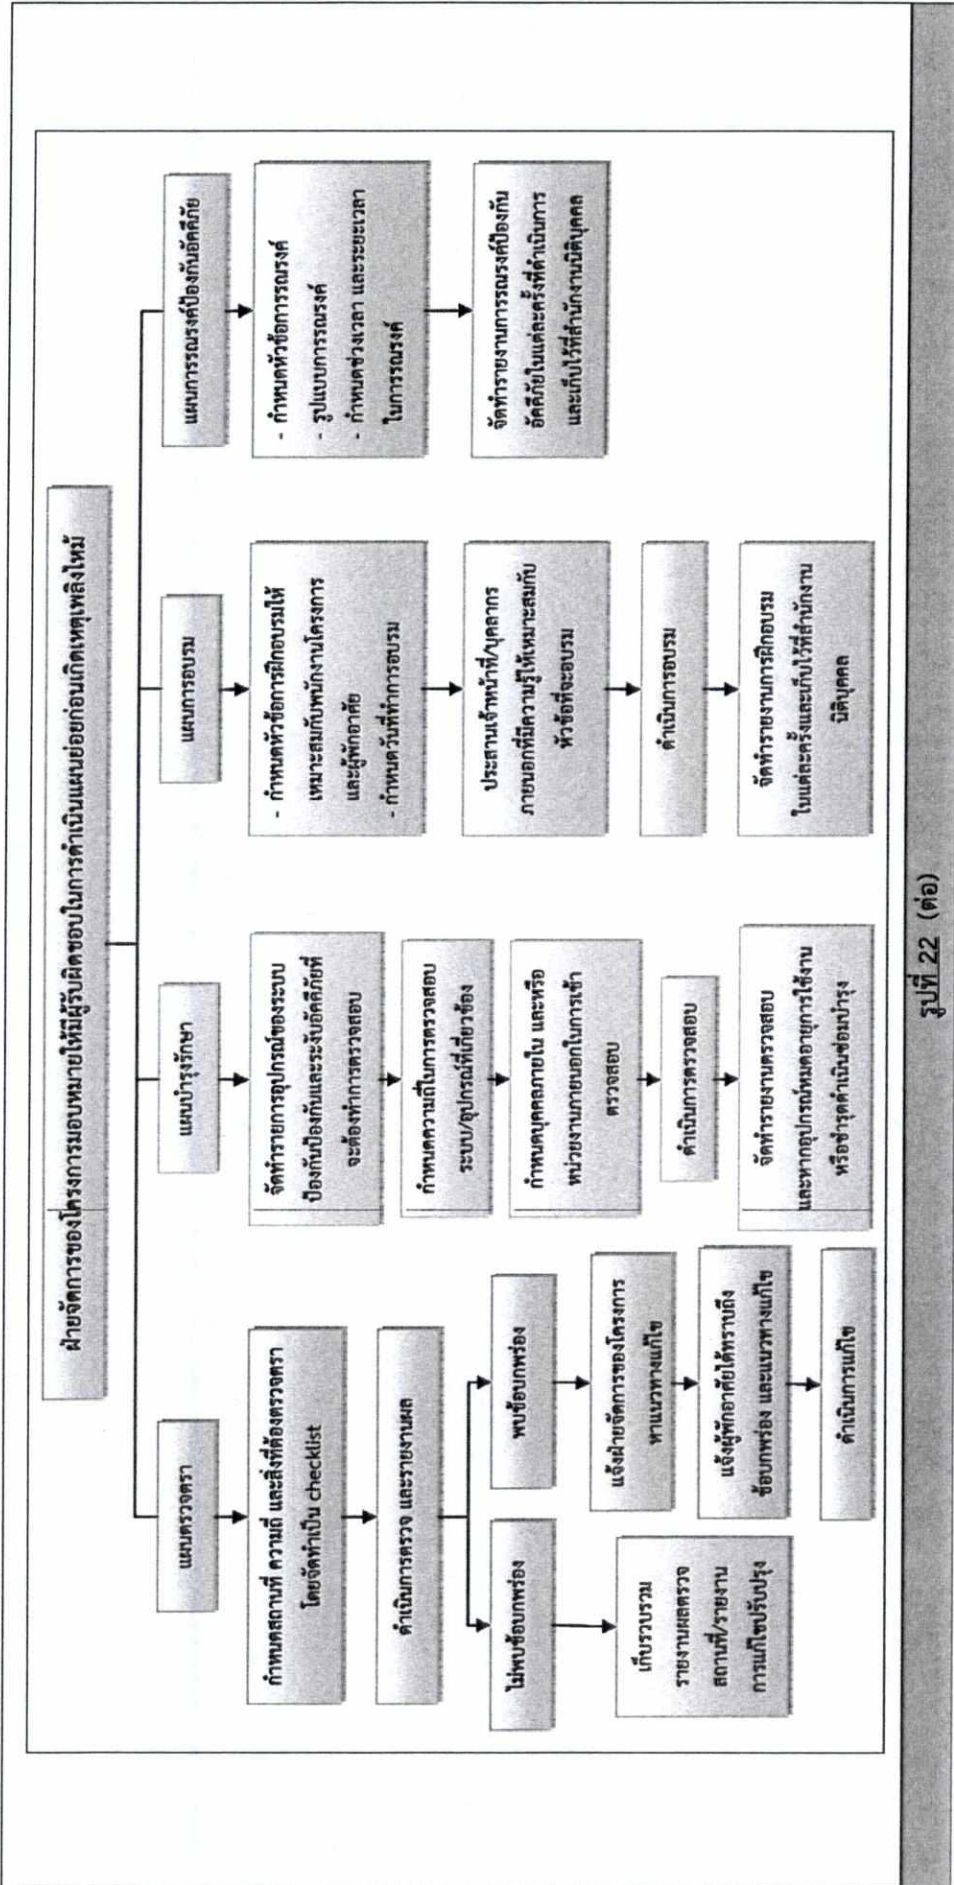 ฝ่ายจัดการของโครงการมอบหมายให้มีผู้รับผิดชอบในการดำเนินแผนย่อยก่อนเกิดเหตุเพลิงไหม้
แผนตรวจตรา
กำหนดสถานที่ ความถี่ และสิ่งที่ต้องตรวจตรา
โดยจัดทำเป็น checklist
ดำเนินการตรวจ และรายงานผล
ไม่พบข้อบกพร่อง
เก็บรวบรวม
รายงานผลตรวจ
สถานที่/รายงาน
การแก้ไขปรับปรุง
พบข้อบกพร่อง
แจ้งฝ่ายจัดการของโครงการ
หาแนวทางแก้ไข
แจ้งผู้พักอาศัยได้ทราบถึง
ข้อบกพร่อง และแนวทางแก้ไข
ดำเนินการแก้ไข
แผนบำรุงรักษา
จัดทำรายการอุปกรณ์ของระบบ
ป้องกันป้องกันและระงับอัคคีภัยที่
จะต้องทำการตรวจสอบ
กำหนดความถี่ในการตรวจสอบ
ระบบ/อุปกรณ์ที่เกี่ยวข้อง
กำหนดบุคคลภายใน และหรือ
หน่วยงานภายนอกในการเข้า
ตรวจสอบ
ดำเนินการตรวจสอบ
จัดทำรายงานตรวจสอบ
และหากอุปกรณ์หมดอายุการใช้งาน
หรือชำรุดดำเนินซ่อมบำรุง
แผนการอบรม
- กำหนดหัวข้อการฝึกอบรมให้
เหมาะสมกับพนักงานโครงการ
และผู้พักอาศัย
- กำหนดวันที่ทำการอบรม
ประสานเจ้าหน้าที่/บุคลากร
ภายนอกที่มีความรู้ให้เหมาะสมกับ
หัวข้อที่จะอบรม
ดำเนินการอบรม
จัดทำรายงานการฝึกอบรม
ในแต่ละครั้งและเก็บไว้ที่สำนักงาน
นิติบุคคล
แผนการรณรงค์ป้องกันอัคคีภัย
- กำหนดหัวข้อการรณรงค์
- รูปแบบการรณรงค์
- กำหนดช่วงเวลา และระยะเวลา
ในการรณรงค์
จัดทำรายงานการรณรงค์ป้องกัน
อัคคีภัยในแต่ละครั้งที่ดำเนินการ
และเก็บไว้ที่สำนักงานนิติบุคคล
รูปที่ 22 (ต่อ)